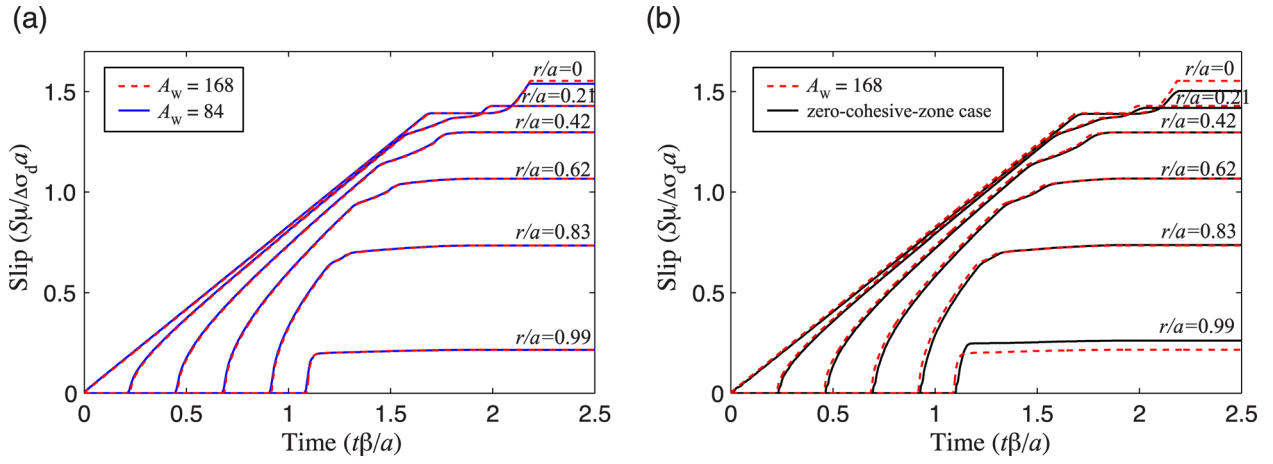 (a)
Slip (Sμ/Δσ_d a)
1.5
1.0
0.5
0
A_w = 168
A_w = 84
r/a=0
r/a=0.21
r/a=0.42
r/a=0.62
r/a=0.83
r/a=0.99
0 0.5 1 1.5 2 2.5
Time (tβ/a)
(b)
Slip (Sμ/Δσ_d a)
1.5
1.0
0.5
0
A_w = 168
zero-cohesive-zone case
r/a=0
r/a=0.21
r/a=0.42
r/a=0.62
r/a=0.83
r/a=0.99
0 0.5 1 1.5 2 2.5
Time (tβ/a)